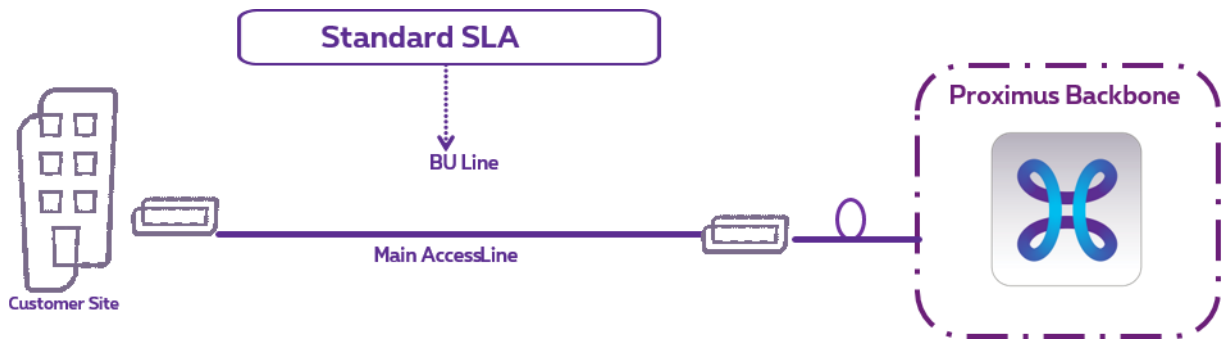 Standard SLA
Proximus Backbone
BU Line
Main AccessLine
Customer Site